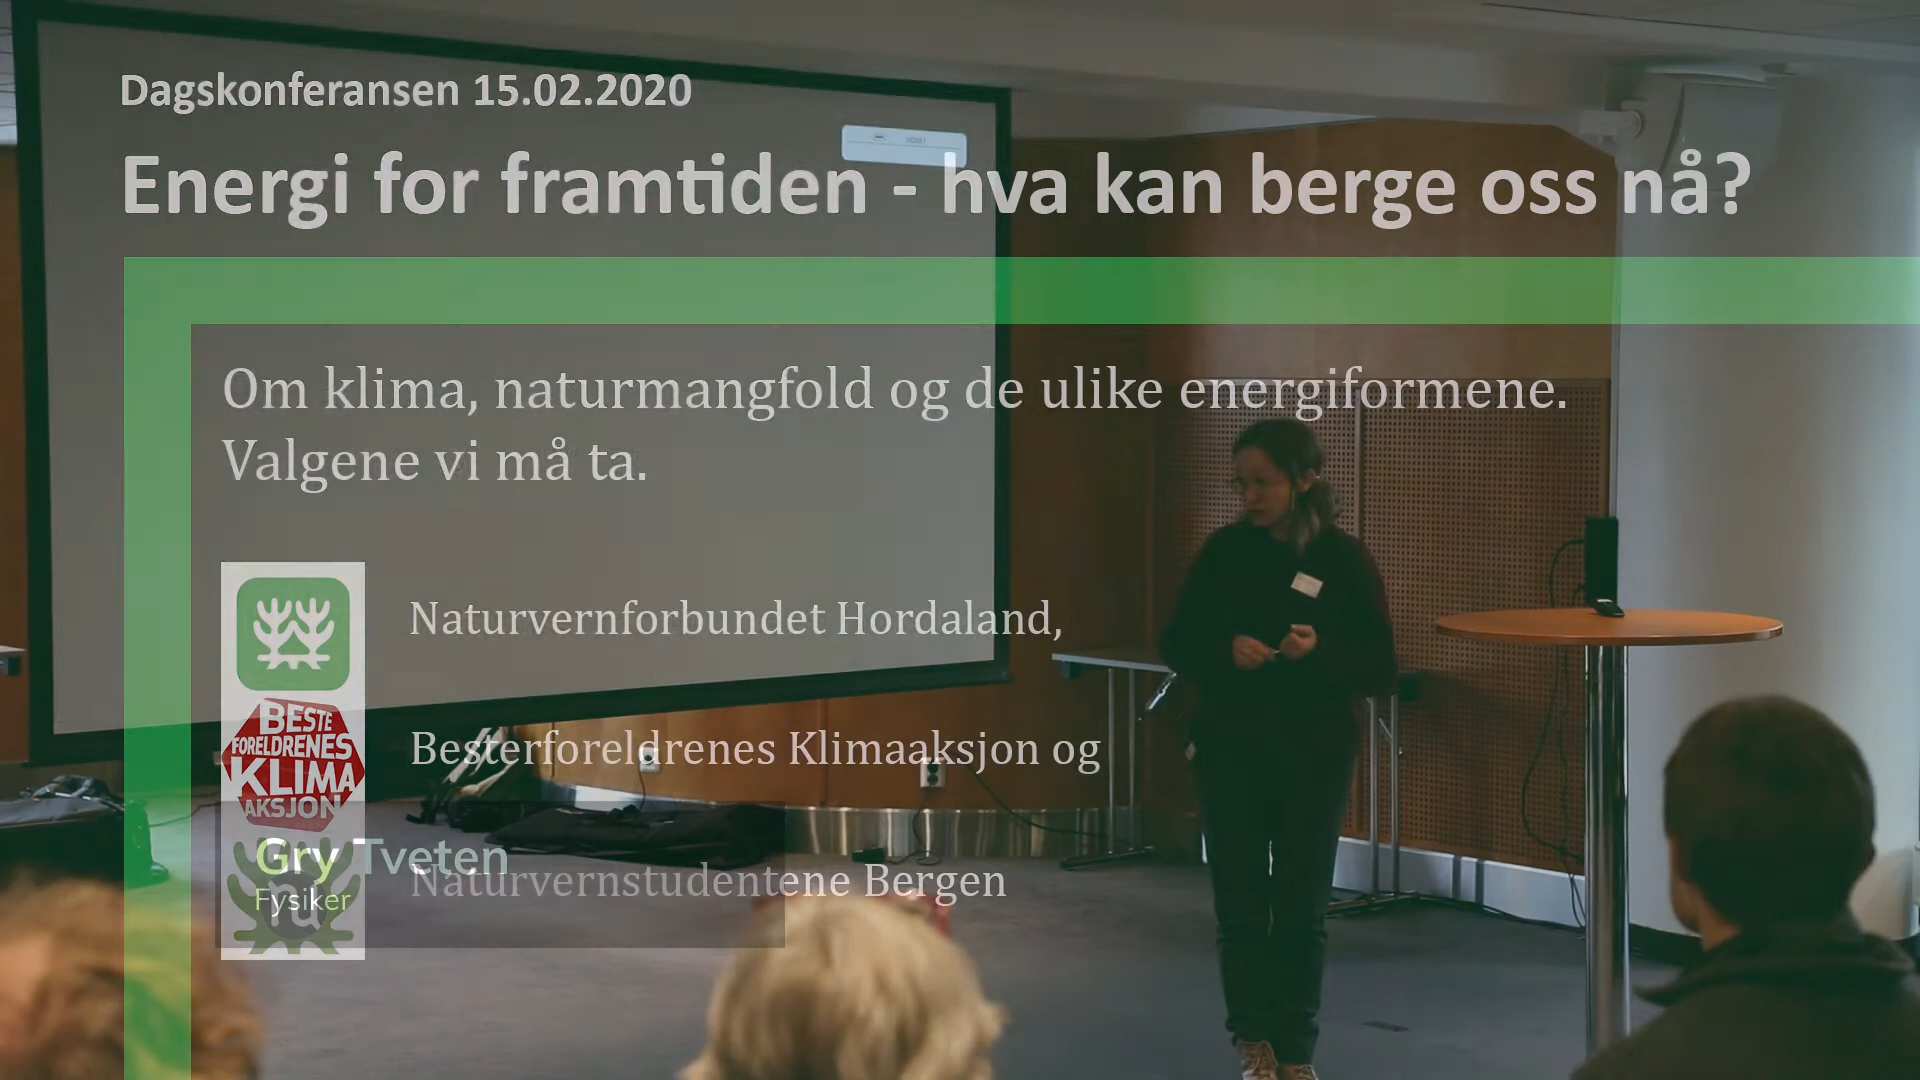 Dagskonferansen 15.02.2020
Energi for framtiden - hva kan berge oss nå?
Om klima, naturmangfold og de ulike energiformene.
Valgene vi må ta.
Naturvernforbundet Hordaland,
BESTE
FORELDRENES
KLIMA
AKSJON
Besterforeldrenes Klimaaksjon og
Gry Tveten
Fysiker
nu
Naturvernstudentene Bergen